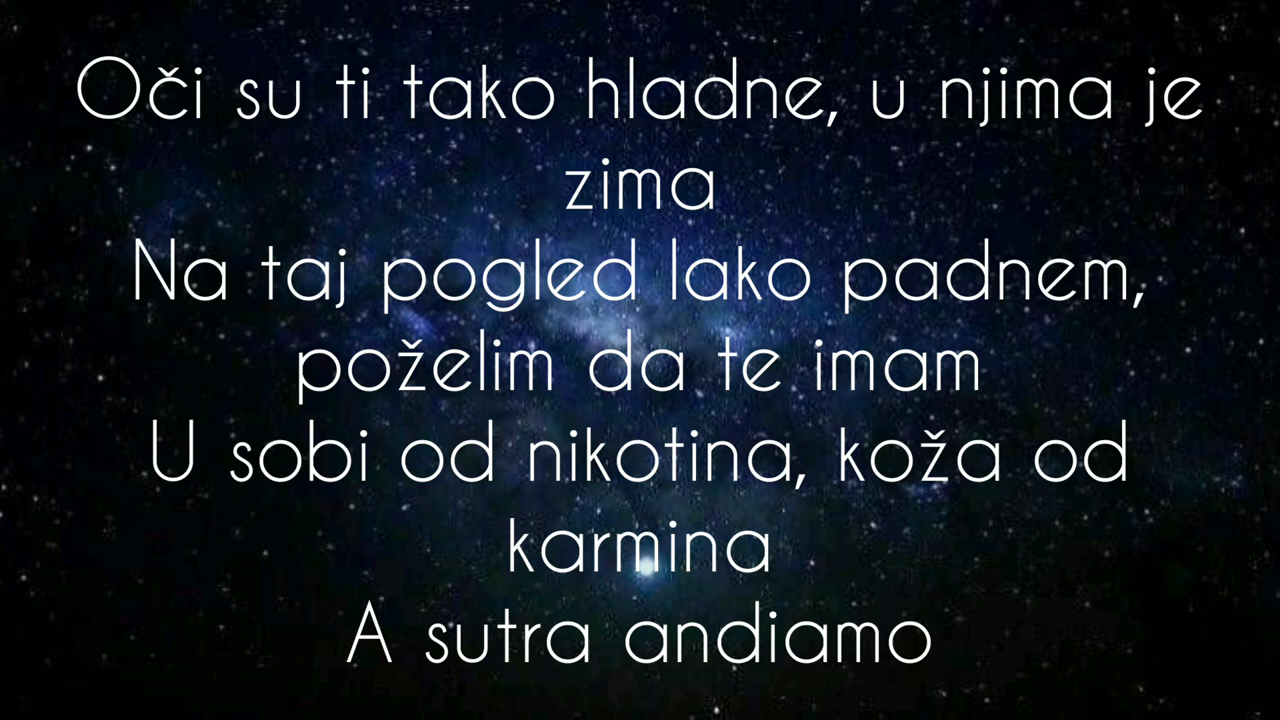 Oči su ti tako hladne, u njima je
zima
Na taj pogled lako padnem,
poželim da te imam
U sobi od nikotina, koža od
karmina
A sutra andiamo